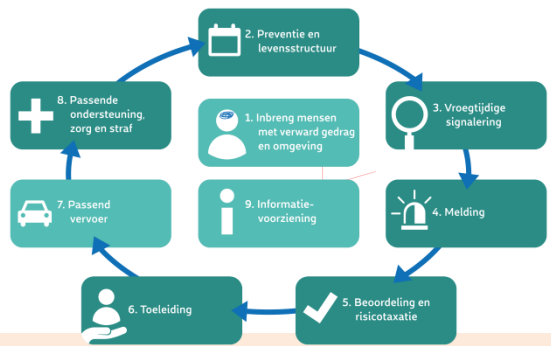 2. Preventie en
levensstructuur
8. Passende
ondersteuning,
zorg en straf
1. Inbreng mensen
met verward gedrag
en omgeving
3. Vroegtijdige
signalering
7. Passend
vervoer
9. Informatie-
voorziening
4. Melding
6. Toeleiding
5. Beoordeling en
risicotaxatie